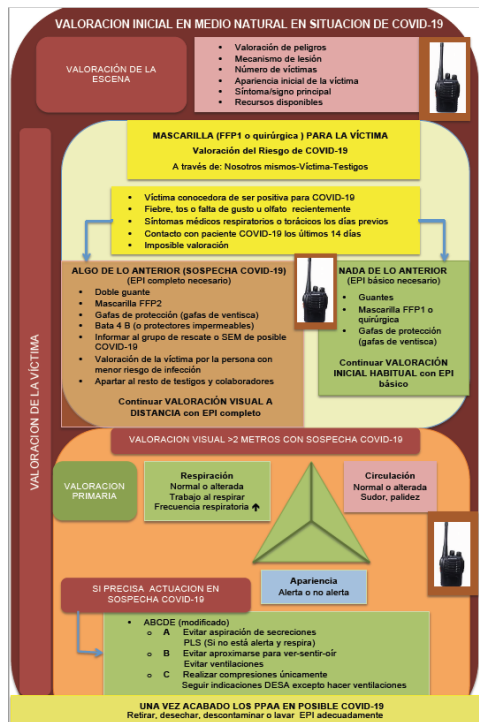 VALORACION INICIAL EN MEDIO NATURAL EN SITUACION DE COVID-19
VALORACIÓN DE LA
ESCENA
• Valoración de peligros
• Mecanismo de lesión
• Número de víctimas
• Apariencia inicial de la víctima
• Síntoma/signo principal
• Recursos disponibles
VALORACION DE LA VÍCTIMA
MASCARILLA (FFP1 o quirúrgica ) PARA LA VÍCTIMA
Valoración del Riesgo de COVID-19
A través de: Nosotros mismos-Víctima-Testigos
• Víctima conocedora de ser positiva para COVID-19
• Fiebre, tos o falta de gusto u olfato recientemente
• Síntomas médicos respiratorios o torácicos los días previos
• Contacto con paciente COVID-19 los últimos 14 días
• Imposible valoración
ALGO DE LO ANTERIOR (SOSPECHA COVID-19)
(EPI completo necesario)
• Doble guante
• Mascarilla FFP2
• Gafas de protección (gafas de ventisca)
• Bata 4 B (o protectores impermeables)
• Informar al grupo de rescate o SEM de posible
COVID-19
• Valoración de la víctima por la persona con
menor riesgo de infección
• Apartar al resto de testigos y colaboradores
Continuar VALORACIÓN VISUAL A
DISTANCIA con EPI completo
NADA DE LO ANTERIOR
(EPI básico necesario)
• Guantes
• Mascarilla FFP1 o
quirúrgica
• Gafas de protección
(gafas de ventisca)
Continuar VALORACIÓN
INICIAL HABITUAL con EPI
básico
VALORACION VISUAL >2 METROS CON SOSPECHA COVID-19
VALORACION
PRIMARIA
Respiración
Normal o alterada
Trabajo al respirar
Frecuencia respiratoria ↑
Circulación
Normal o alterada
Sudor, palidez
Apariencia
Alerta o no alerta
SI PRECISA ACTUACION EN
SOSPECHA COVID-19
• ABCDE (modificado)
o A Evitar aspiración de secreciones
PLS (Si no está alerta y respira)
o B Evitar aproximarse para ver-sentir-oír
Evitar ventilaciones
o C Realizar compresiones únicamente
Seguir indicaciones DESA excepto hacer ventilaciones
UNA VEZ ACABADO LOS PPAA EN POSIBLE COVID-19
Retirar, desechar, descontaminar o lavar EPI adecuadamente